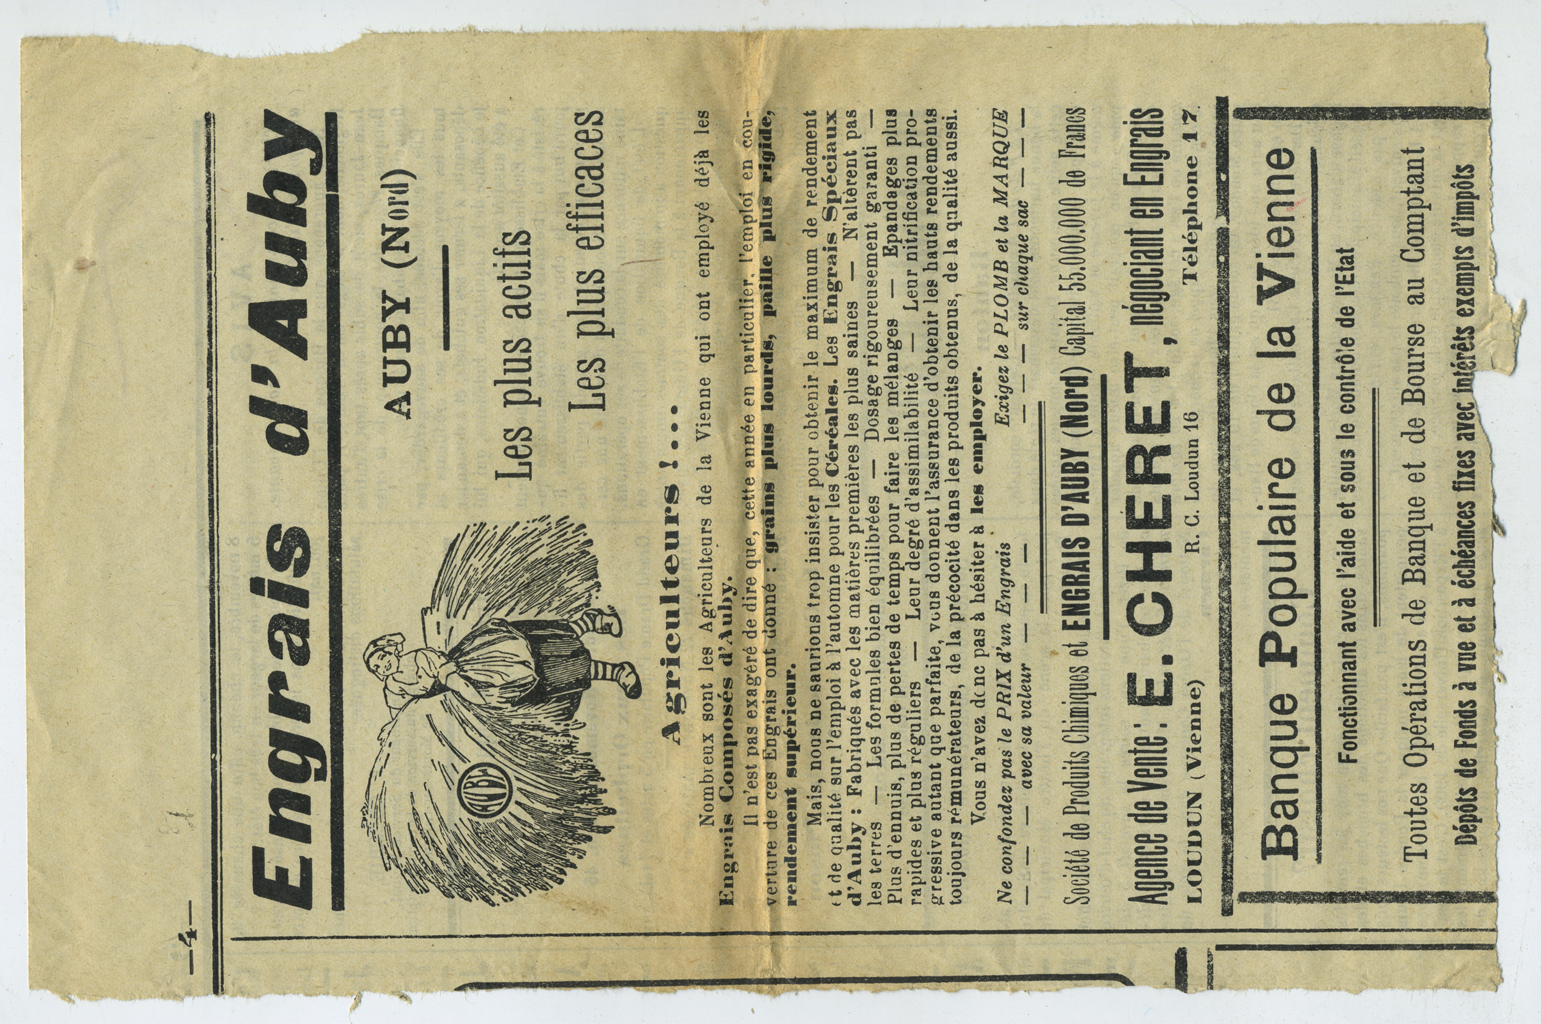 —4—
Engrais d'Auby
AUBY (Nord)
Les plus actifs
Les plus efficaces
AUBY
Agriculteurs !...
Nombreux sont les Agriculteurs de la Vienne qui ont employé déjà les
Engrais Composés d'Auby.
Il n'est pas exagéré de dire que, cette année en particulier, l'emploi en cou-
verture de ces Engrais ont donné : grains plus lourds, paille plus rigide,
rendement supérieur.
Mais, nous ne saurions trop insister pour obtenir le maximum de rendement
et de qualité sur l'emploi à l'automne pour les Céréales. Les Engrais Spéciaux
d'Auby : Fabriqués avec les matières premières les plus saines — N'altèrent pas
les terres — Les formules bien équilibrées — Dosage rigoureusement garanti —
Plus d'ennuis, plus de pertes de temps pour faire les mélanges — Epandages plus
rapides et plus réguliers — Leur degré d'assimilabilité — Leur nitrification pro-
gressive autant que parfaite, vous donnent l'assurance d'obtenir les hauts rendements
toujours rémunérateurs, de la précocité dans les produits obtenus, de la qualité aussi.
Vous n'avez donc pas à hésiter à les employer.
Ne confondez pas le PRIX d'un Engrais Exigez le PLOMB et la MARQUE
— — — avec sa valeur — — — — — — — sur chaque sac — — —
Société de Produits Chimiques et ENGRAIS D'AUBY (Nord) Capital 55.000.000 de Francs
Agence de Vente : E. CHERET, négociant en Engrais
LOUDUN (Vienne) R. C. Loudun 16 Téléphone 17.
Banque Populaire de la Vienne
Fonctionnant avec l'aide et sous le contrôle de l'Etat
Toutes Opérations de Banque et de Bourse au Comptant
Dépôts de Fonds à vue et à échéances fixes avec intérêts exempts d'impôts